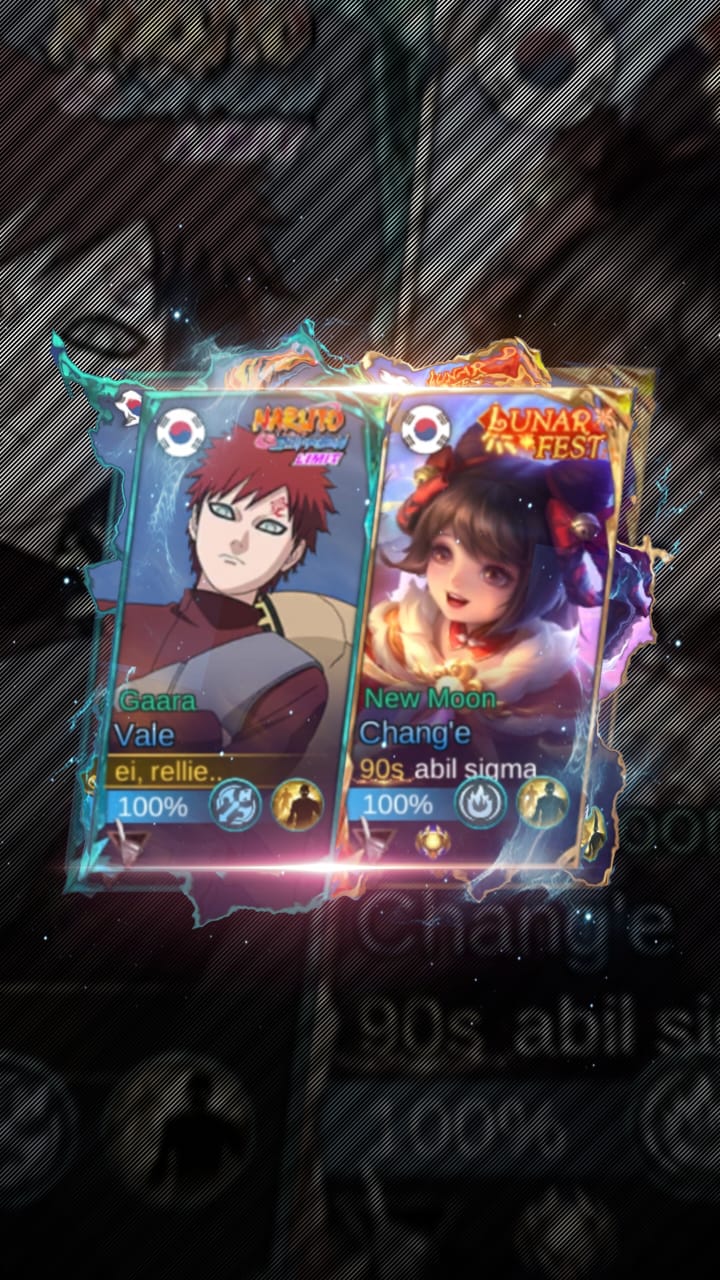 NARUTO
LIMIT
Gaara
Vale
ei, rellie..
100%
LUNAR
FEST
New Moon
Chang'e
90s abil sigma
100%
Chang'e
90s abil si
100%